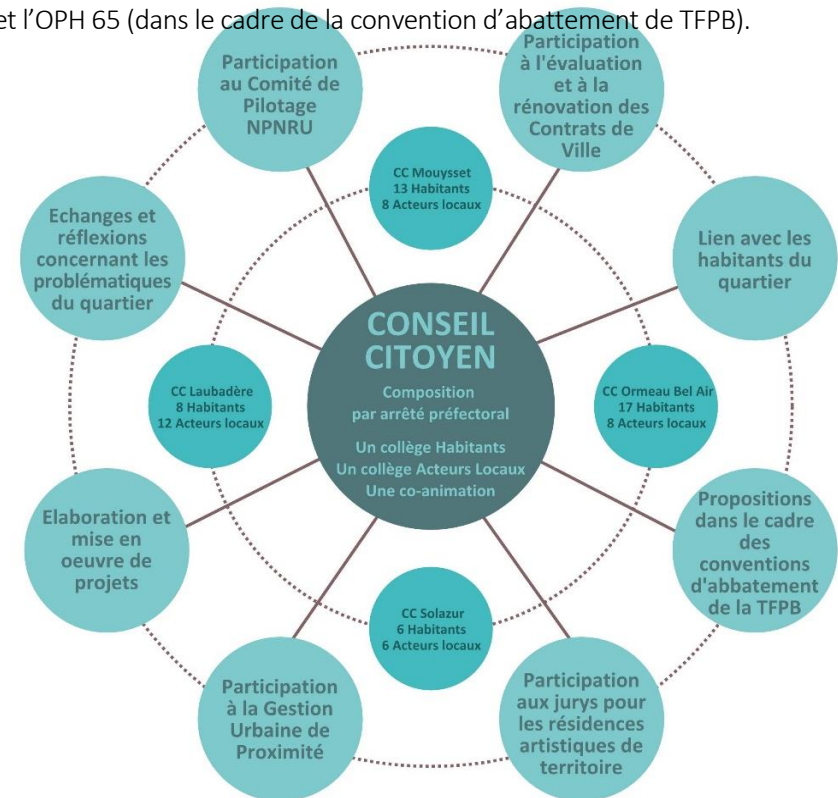 et l’OPH 65 (dans le cadre de la convention d’abattement de TFPB).
Participation
au Comité de
Pilotage
NPNRU
Participation
à l'évaluation
et à la
rénovation des
Contrats de
Ville
CC Mouysset
13 Habitants
8 Acteurs locaux
Echanges et
réflexions
concernant les
problématiques
du quartier
Lien avec les
habitants du
quartier
CONSEIL
CITOYEN
Composition
par arrêté préfectoral
Un collège Habitants
Un collège Acteurs Locaux
Une co-animation
CC Laubadère
8 Habitants
12 Acteurs locaux
CC Ormeau Bel Air
17 Habitants
8 Acteurs locaux
Elaboration et
mise en
oeuvre de
projets
Propositions
dans le cadre
des
conventions
d'abbatement
de la TFPB
CC Solazur
6 Habitants
6 Acteurs locaux
Participation
à la Gestion
Urbaine de
Proximité
Participation
aux jurys pour
les résidences
artistiques de
territoire